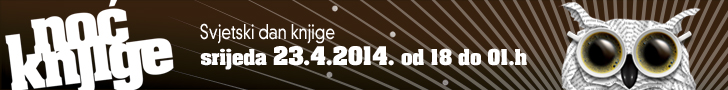 noć
knjige
Svjetski dan knjige
srijeda 23.4.2014. od 18 do 01.h